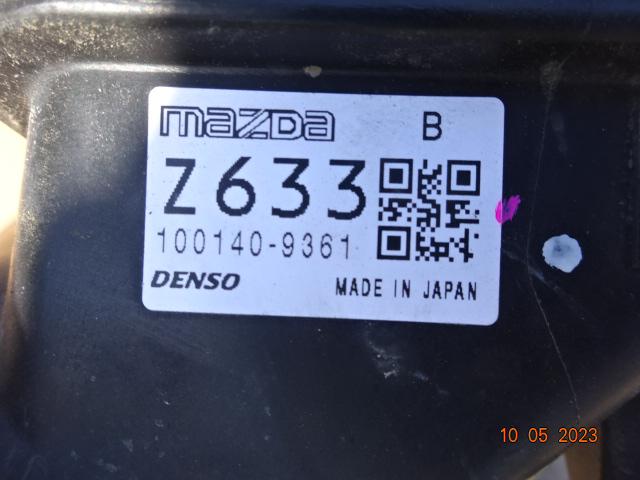 mazda B
Z633
100140-9361
DENSO MADE IN JAPAN
10 05 2023